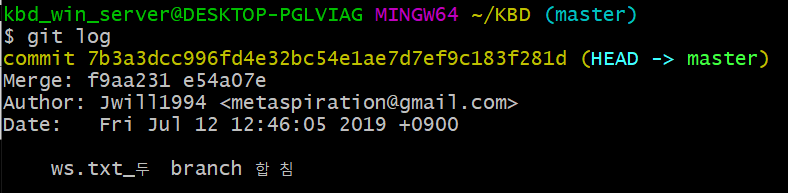 kbd_win_server@DESKTOP-PGLVIAG MINGW64 ~/KBD (master)
$ git log
commit 7b3a3dcc996fd4e32bc54e1ae7d7ef9c183f281d (HEAD -> master)
Merge: f9aa231 e54a07e
Author: Jwill1994 <metaspiration@gmail.com>
Date:   Fri Jul 12 12:46:05 2019 +0900
    ws.txt_두  branch 합 침